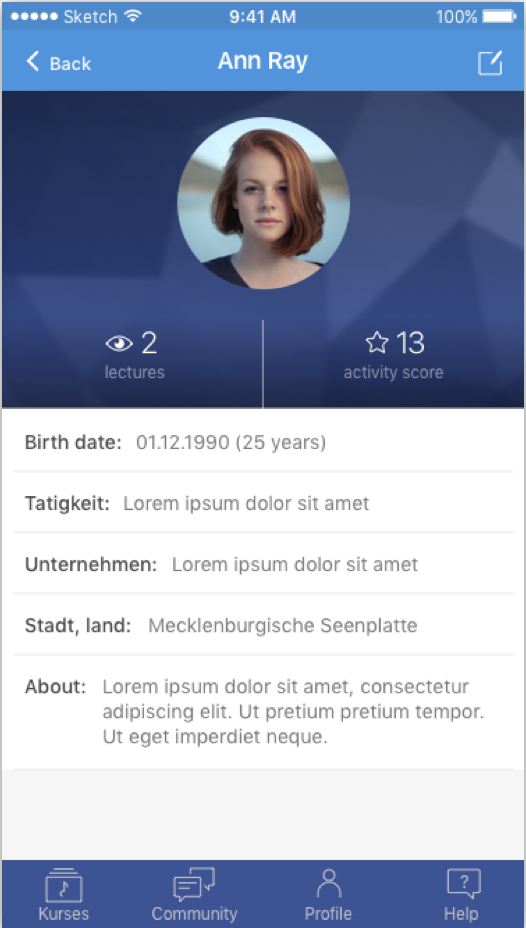 Sketch 9:41 AM 100%
Back Ann Ray
2 13
lectures activity score
Birth date: 01.12.1990 (25 years)
Tatigkeit: Lorem ipsum dolor sit amet
Unternehmen: Lorem ipsum dolor sit amet
Stadt, land: Mecklenburgische Seenplatte
About: Lorem ipsum dolor sit amet, consectetur
adipiscing elit. Ut pretium pretium tempor.
Ut eget imperdiet neque.
?
Kurses Community Profile Help